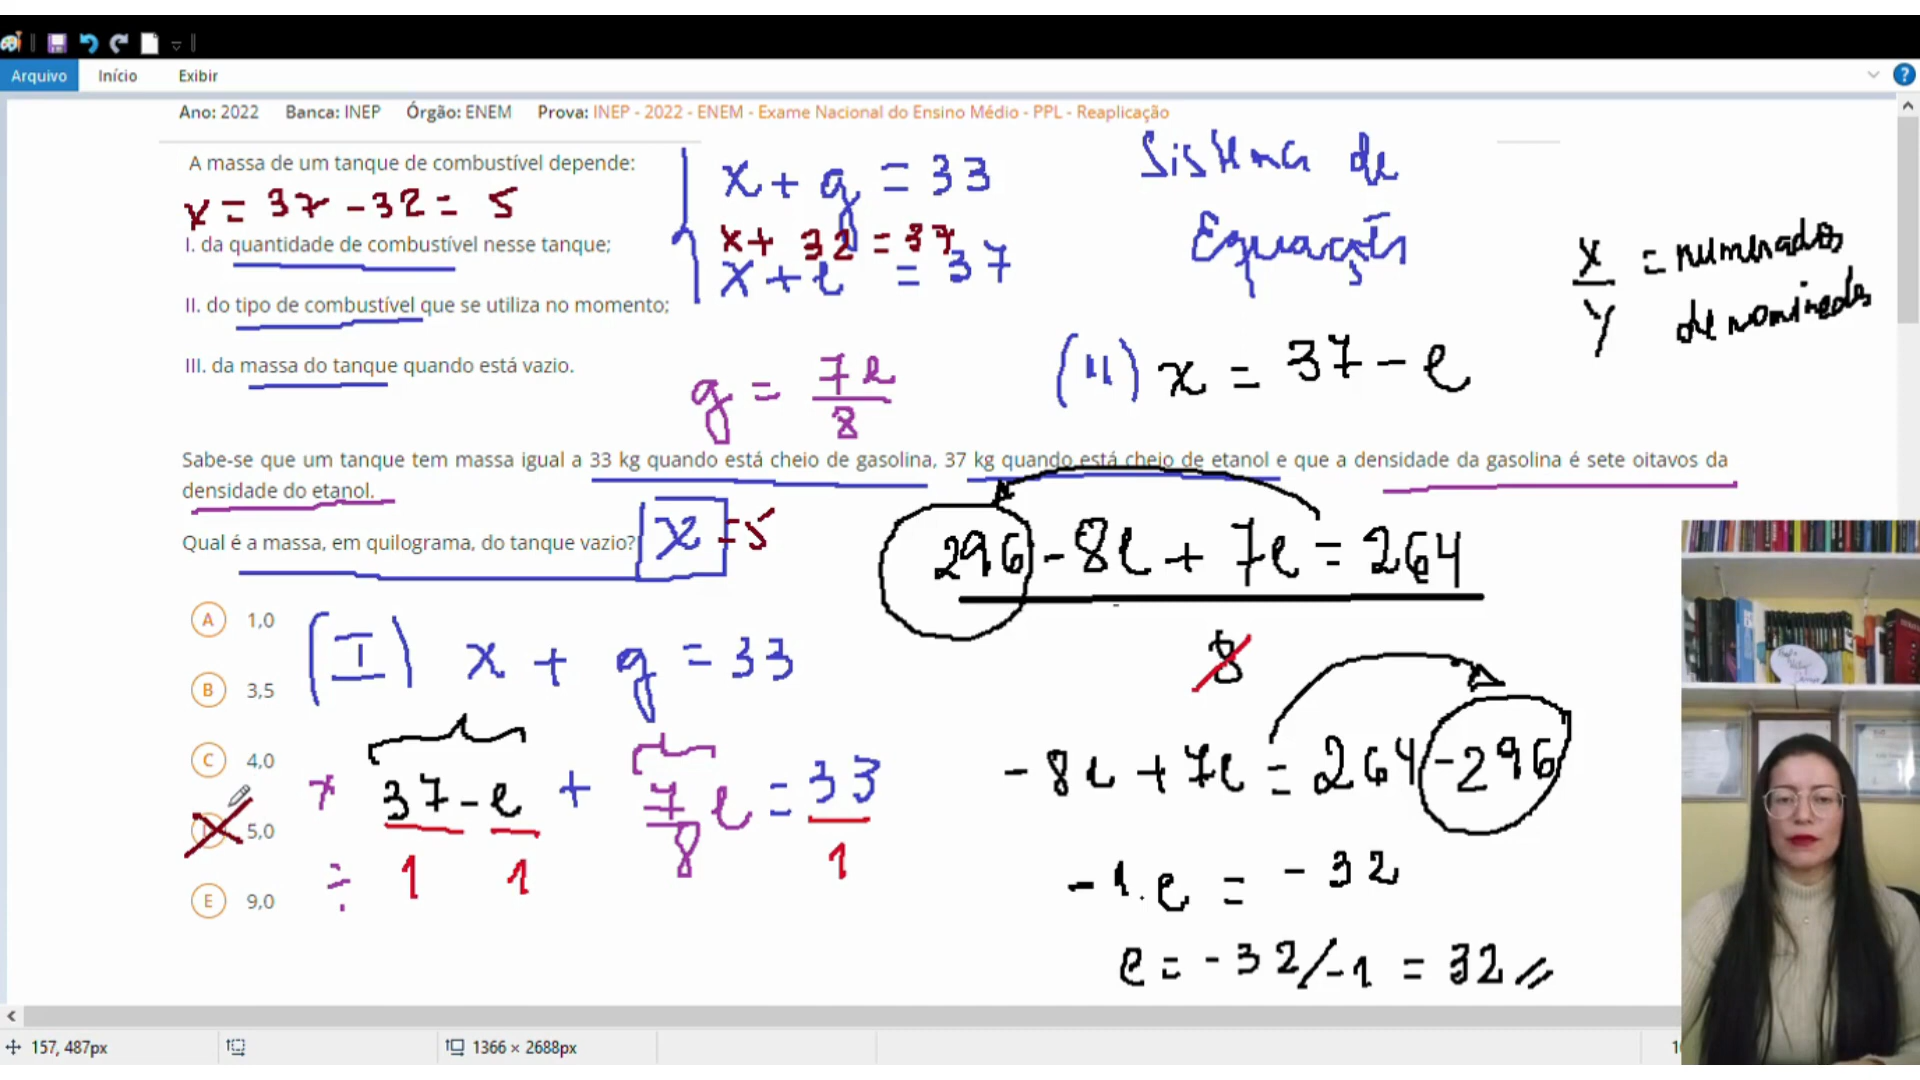 Arquivo Início Exibir
Ano: 2022 Banca: INEP Órgão: ENEM Prova: INEP - 2022 - ENEM - Exame Nacional do Ensino Médio - PPL - Reaplicação
A massa de um tanque de combustível depende:
x = 37 - 32 = 5
I. da quantidade de combustível nesse tanque;
II. do tipo de combustível que se utiliza no momento;
III. da massa do tanque quando está vazio.
x + g = 33
x + 32 = 37
x + e = 37
Sistema de
Equações
x/y = numerador
denominador
g = 7e/8
(II) x = 37 - e
Sabe-se que um tanque tem massa igual a 33 kg quando está cheio de gasolina, 37 kg quando está cheio de etanol e que a densidade da gasolina é sete oitavos da
densidade do etanol.
Qual é a massa, em quilograma, do tanque vazio? x = 5
296 - 8e + 7e = 264
8
A 1,0
B 3,5
C 4,0
5,0
E 9,0
(I) x + g = 33
37 - e + 7/8 e = 33
x
÷ 1 1 8 1
-8e + 7e = 264 - 296
-1.e = -32
e = -32/-1 = 32 //
157, 487px
1366 × 2688px